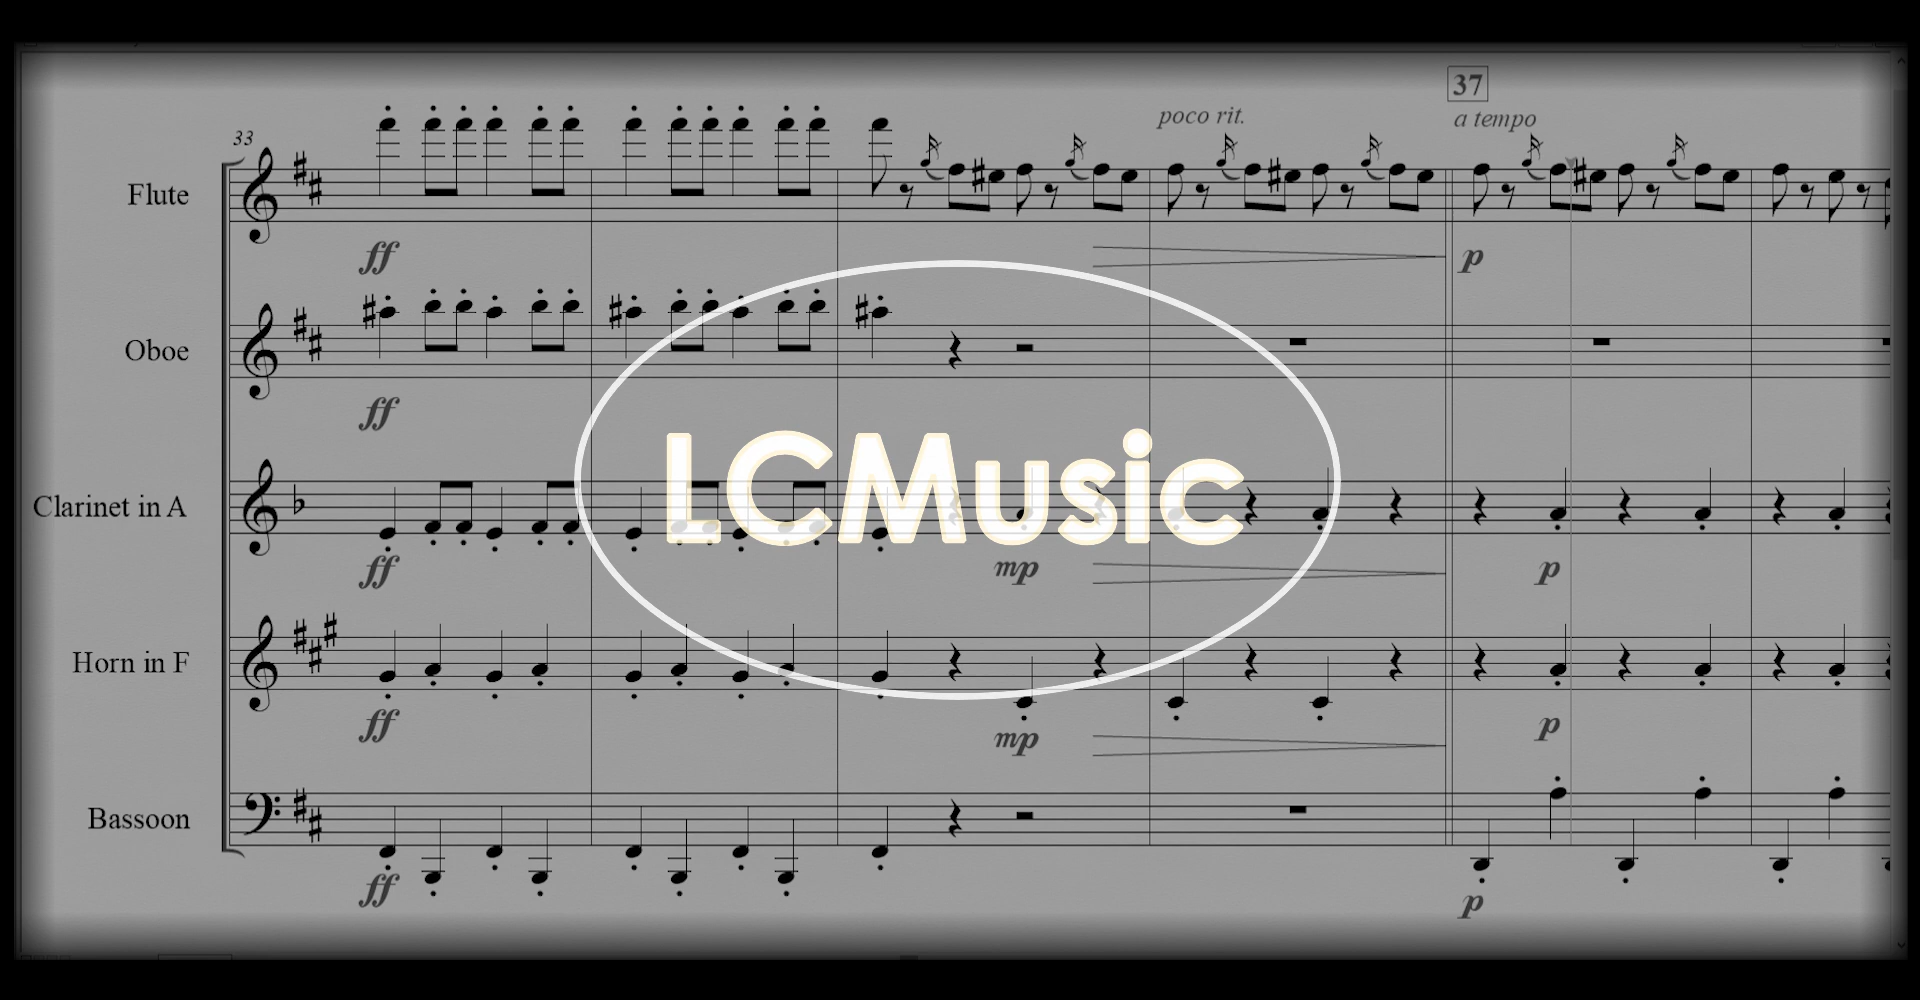 37
poco rit.
a tempo
33
Flute
ff
p
Oboe
ff
LCMusic
Clarinet in A
ff
mp
p
Horn in F
ff
mp
p
Bassoon
ff
p